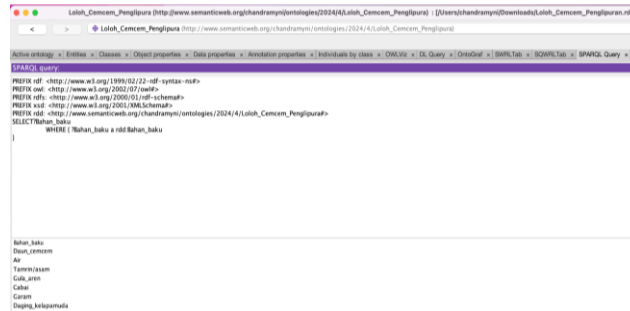 Loloh_Cemcem_Penglipura (http://www.semanticweb.org/chandramyni/ontologies/2024/4/Loloh_Cemcem_Penglipura) : [/Users/chandramyni/Downloads/Loloh_Cemcem_Penglipuran.rd
< > Loloh_Cemcem_Penglipura (http://www.semanticweb.org/chandramyni/ontologies/2024/4/Loloh_Cemcem_Penglipura)
Active ontology × Entities × Classes × Object properties × Data properties × Annotation properties × Individuals by class × OWLViz × DL Query × OntoGraf × SWRLTab × SQWRLTab × SPARQL Query ×
SPARQL query:
PREFIX rdf: <http://www.w3.org/1999/02/22-rdf-syntax-ns#>
PREFIX owl: <http://www.w3.org/2002/07/owl#>
PREFIX rdfs: <http://www.w3.org/2000/01/rdf-schema#>
PREFIX xsd: <http://www.w3.org/2001/XMLSchema#>
PREFIX rdd: <http://www.semanticweb.org/chandramyni/ontologies/2024/4/Loloh_Cemcem_Penglipura#>
SELECT?Bahan_baku
WHERE { ?Bahan_baku a rdd:Bahan_baku
}
Bahan_baku
Daun_cemcem
Air
Tamrin/asam
Gula_aren
Cabai
Garam
Daging_kelapamuda